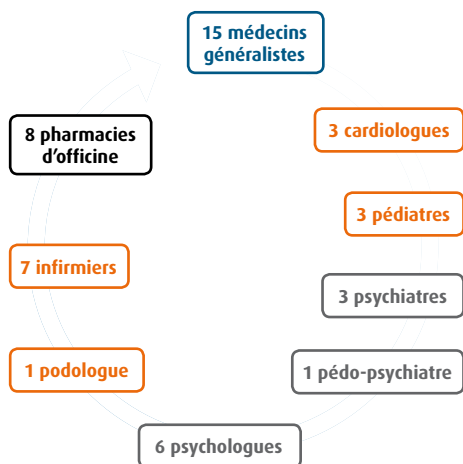 15 médecins
généralistes
3 cardiologues
3 pédiatres
3 psychiatres
1 pédo-psychiatre
6 psychologues
1 podologue
7 infirmiers
8 pharmacies
d'officine